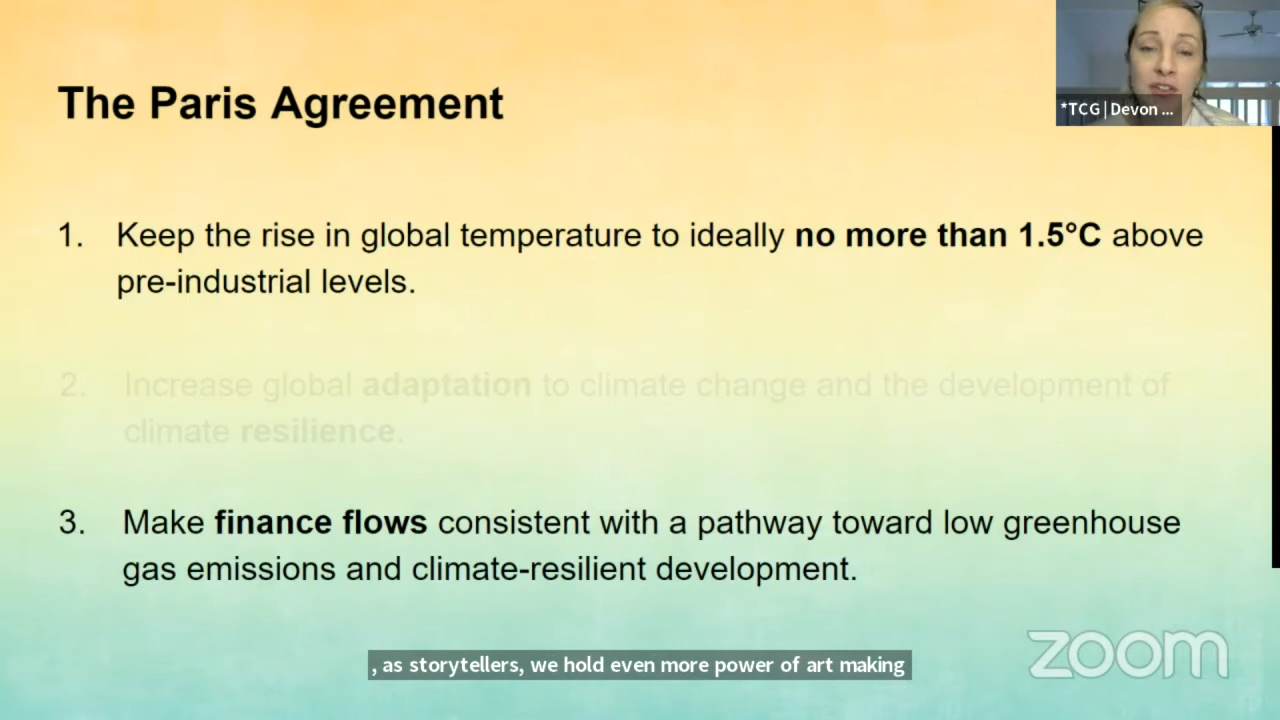 The Paris Agreement
*TCG | Devon ...
1. Keep the rise in global temperature to ideally no more than 1.5°C above
pre-industrial levels.
2. Increase global adaptation to climate change and the development of
climate resilience.
3. Make finance flows consistent with a pathway toward low greenhouse
gas emissions and climate-resilient development.
, as storytellers, we hold even more power of art making
zoom